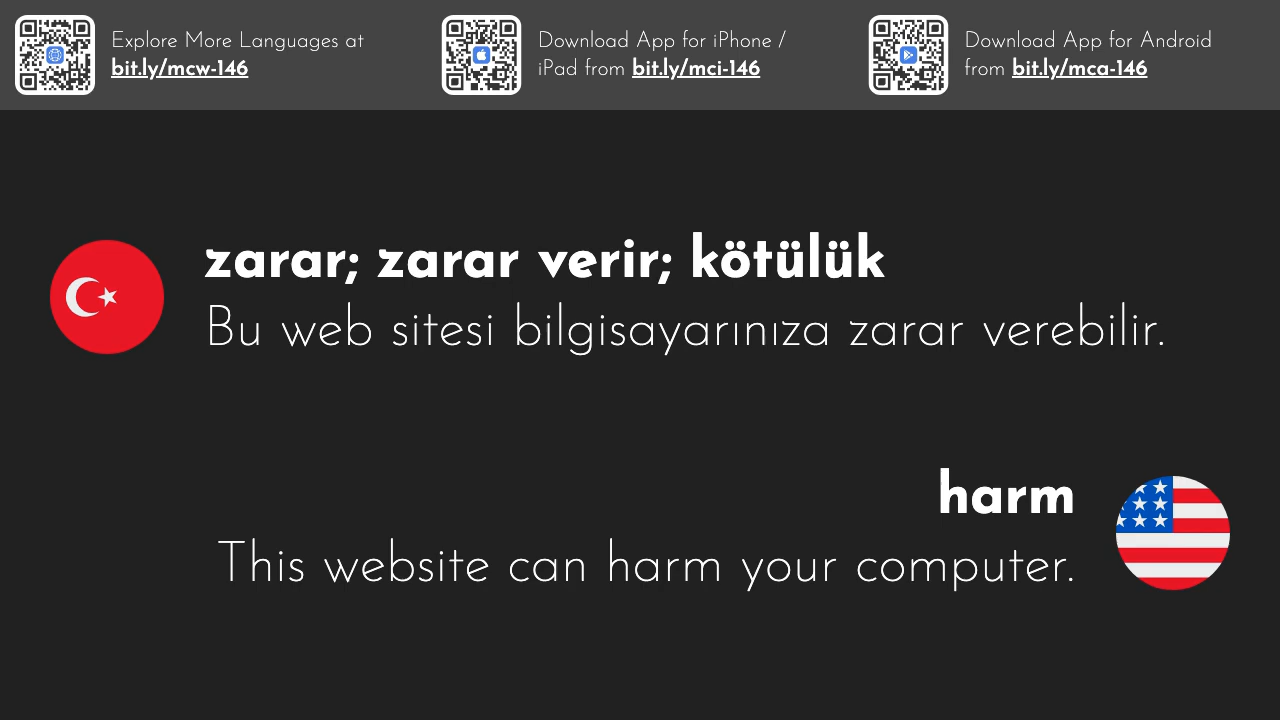 Explore More Languages at
bit.ly/mcw-146
Download App for iPhone /
iPad from bit.ly/mci-146
Download App for Android
from bit.ly/mca-146
zarar; zarar verir; kötülük
Bu web sitesi bilgisayarınıza zarar verebilir.
harm
This website can harm your computer.